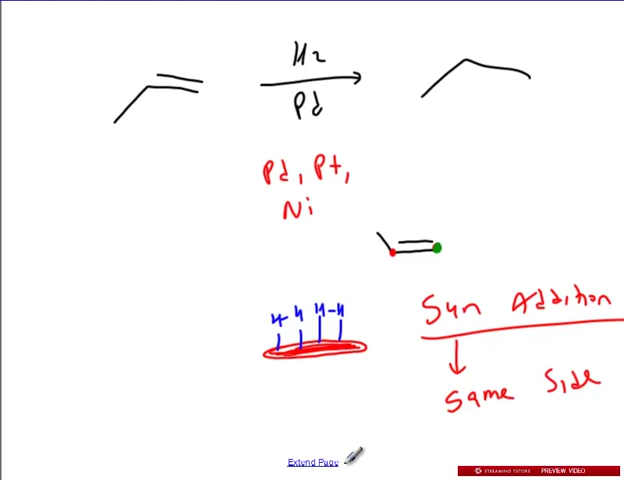 H2
Pd
Pd, Pt,
Ni
H-H H-H
Syn Addition
Same Side
Extend Page
STREAMING TUTORS PREVIEW VIDEO